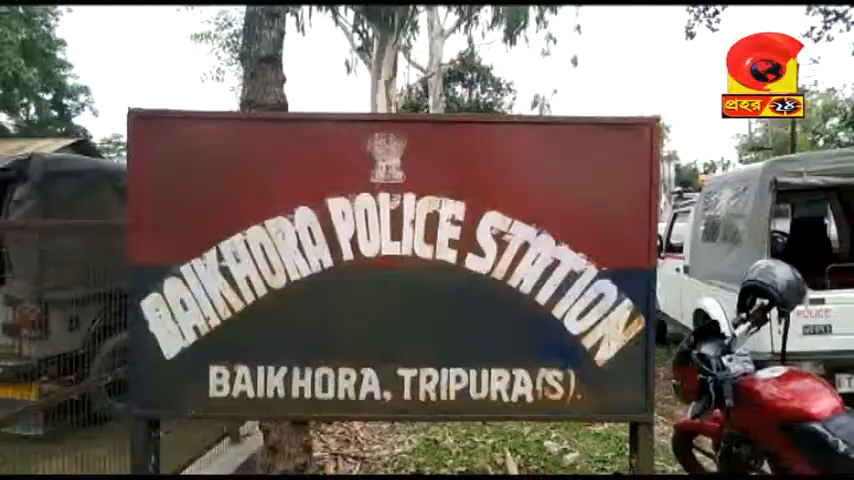 প্রহর ২৪
BAIKHORA POLICE STATION
BAIKHORA, TRIPURA(S).
POLICE